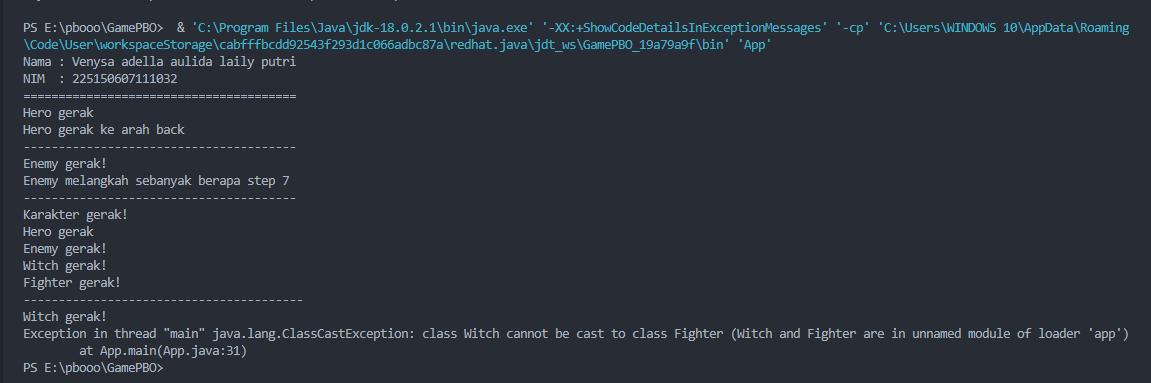 PS E:\pbooo\GamePBO>  & 'C:\Program Files\Java\jdk-18.0.2.1\bin\java.exe' '-XX:+ShowCodeDetailsInExceptionMessages' '-cp' 'C:\Users\WINDOWS 10\AppData\Roaming
\Code\User\workspaceStorage\cabfffbcdd92543f293d1c066adbc87a\redhat.java\jdt_ws\GamePBO_19a79a9f\bin' 'App'
Nama : Venysa adella aulida laily putri
NIM  : 225150607111032
=======================================
Hero gerak
Hero gerak ke arah back
---------------------------------------
Enemy gerak!
Enemy melangkah sebanyak berapa step 7
---------------------------------------
Karakter gerak!
Hero gerak
Enemy gerak!
Witch gerak!
Fighter gerak!
----------------------------------------
Witch gerak!
Exception in thread "main" java.lang.ClassCastException: class Witch cannot be cast to class Fighter (Witch and Fighter are in unnamed module of loader 'app')
        at App.main(App.java:31)
PS E:\pbooo\GamePBO>